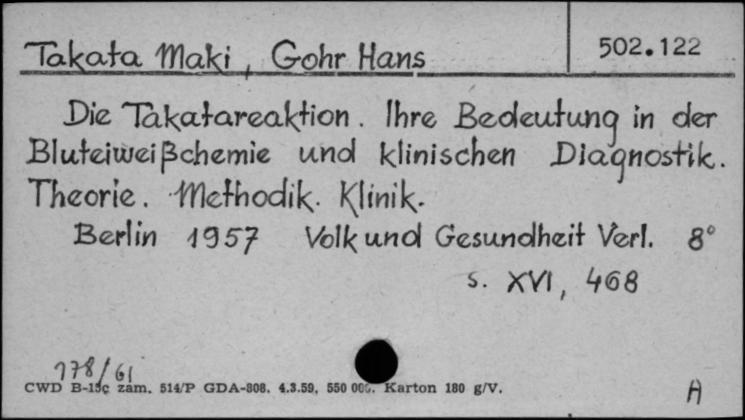 Takata Maki, Gohr Hans
502.122
Die Takatareaktion. Ihre Bedeutung in der
Bluteiweißchemie und klinischen Diagnostik.
Theorie. Methodik. Klinik.
Berlin 1957 Volk und Gesundheit Verl. 8°
s. XVI, 468
178/61
CWD B-15c zam. 514/P GDA-808. 4.3.59. 550 000. Karton 180 g/V.
A